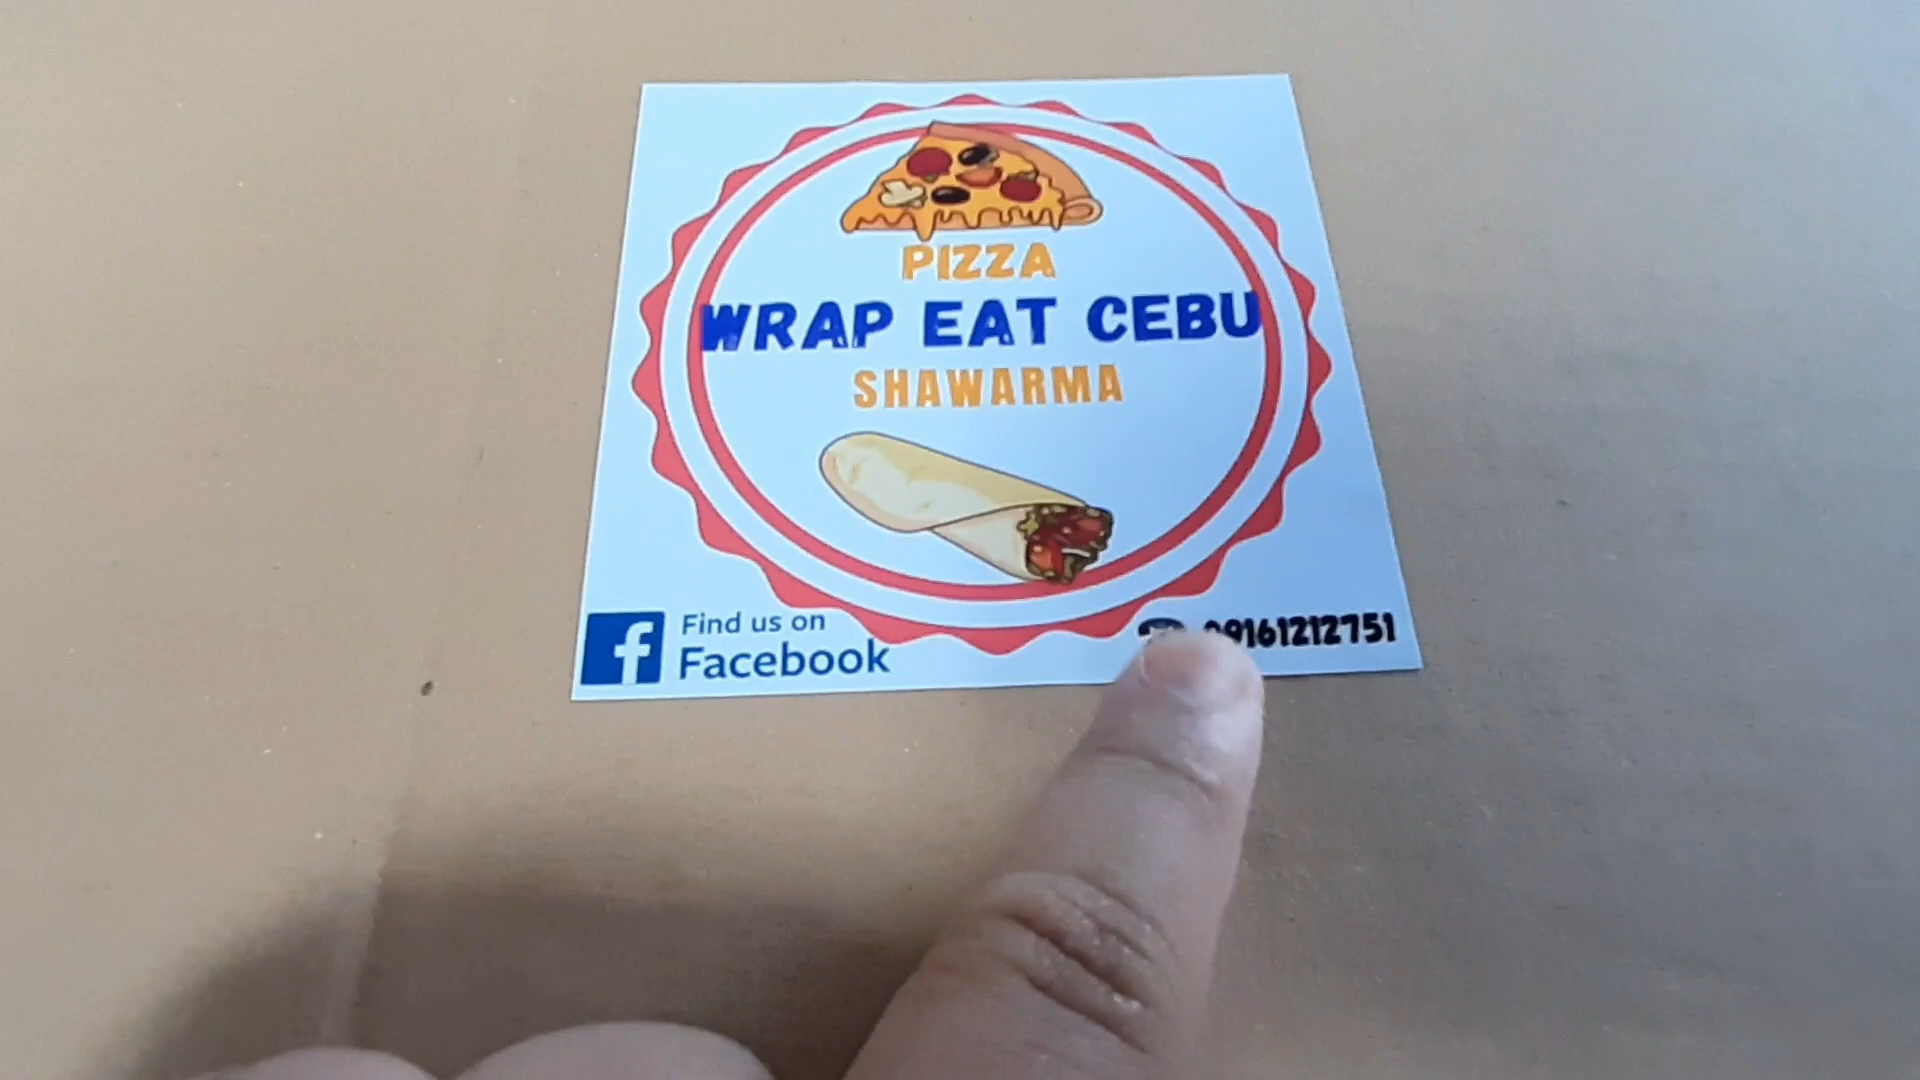 PIZZA
WRAP EAT CEBU
SHAWARMA
f
Find us on
Facebook
09161212751